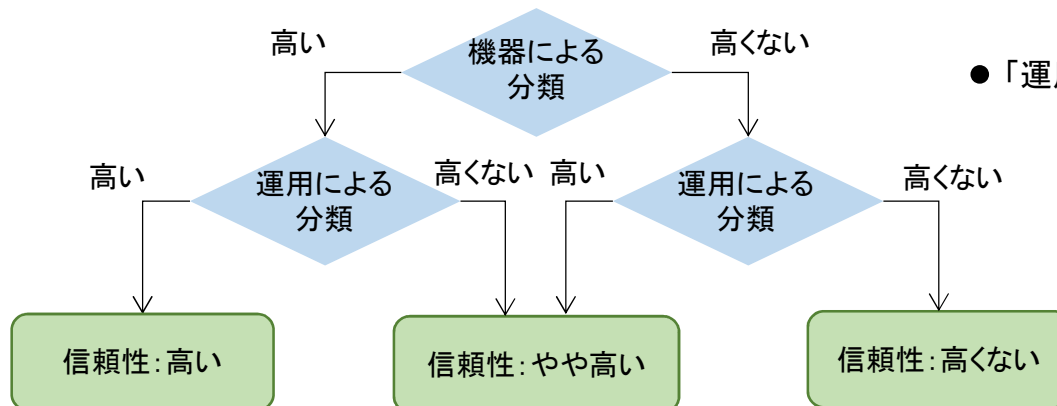 高い
機器による
分類
高くない
● 「運
高い
運用による
分類
高くない
高い
運用による
分類
高くない
信頼性：高い
信頼性：やや高い
信頼性：高くない